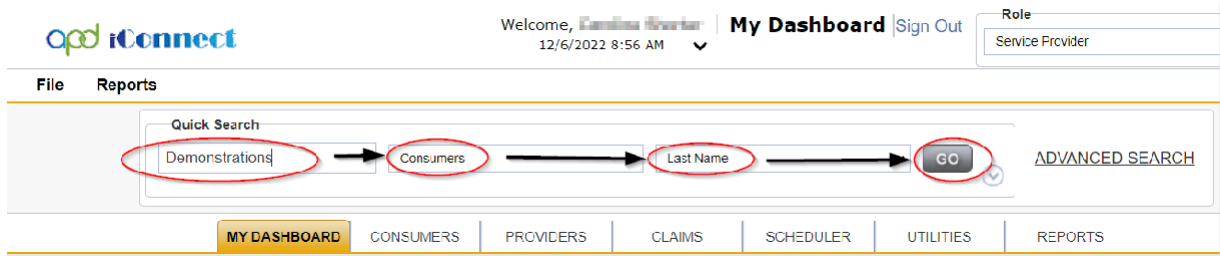 apd iConnect
Welcome, My Dashboard Sign Out
12/6/2022 8:56 AM
Role
Service Provider
File Reports
Quick Search
Demonstrations Consumers Last Name GO ADVANCED SEARCH
MY DASHBOARD CONSUMERS PROVIDERS CLAIMS SCHEDULER UTILITIES REPORTS